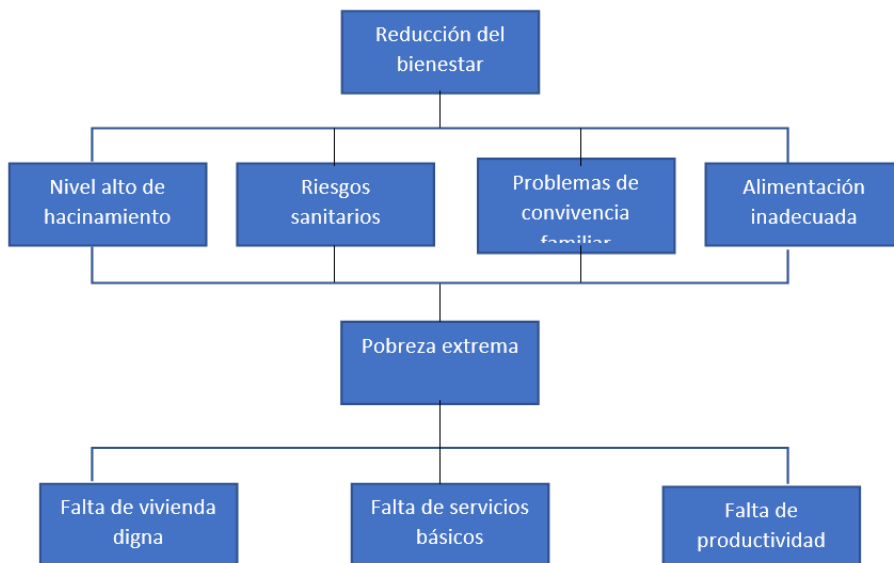 Reducción del
bienestar
Nivel alto de
hacinamiento
Riesgos
sanitarios
Problemas de
convivencia
familiar
Alimentación
inadecuada
Pobreza extrema
Falta de vivienda
digna
Falta de servicios
básicos
Falta de
productividad